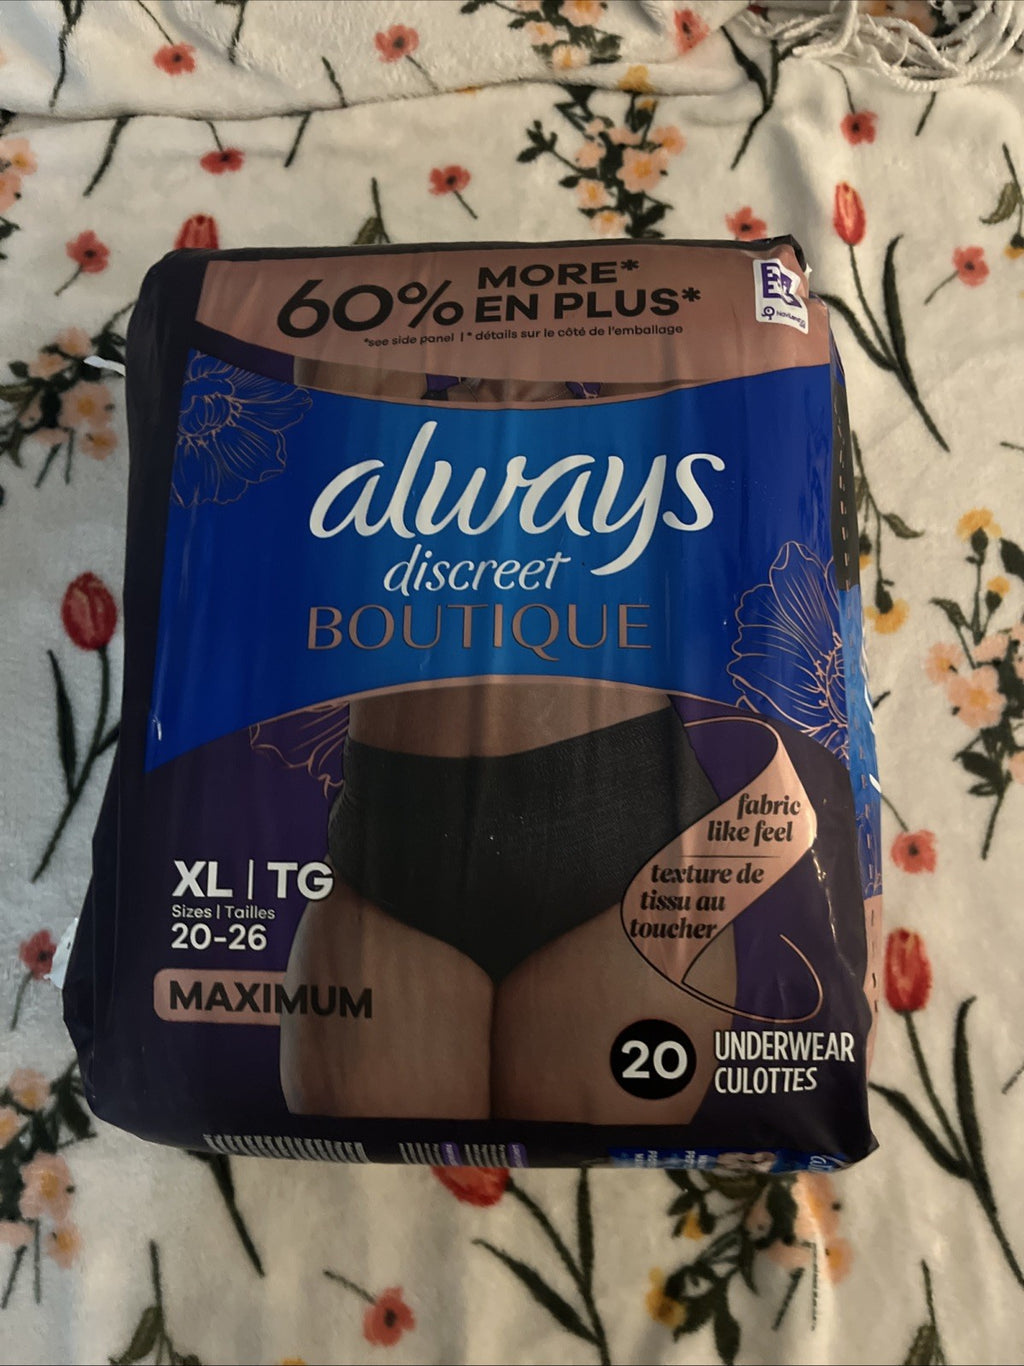 60% MORE*
EN PLUS*
*see side panel | * détails sur le côté de l'emballage
always
discreet
BOUTIQUE
fabric
like feel
texture de
tissu au
toucher
XL | TG
Sizes | Tailles
20-26
MAXIMUM
20 UNDERWEAR
CULOTTES